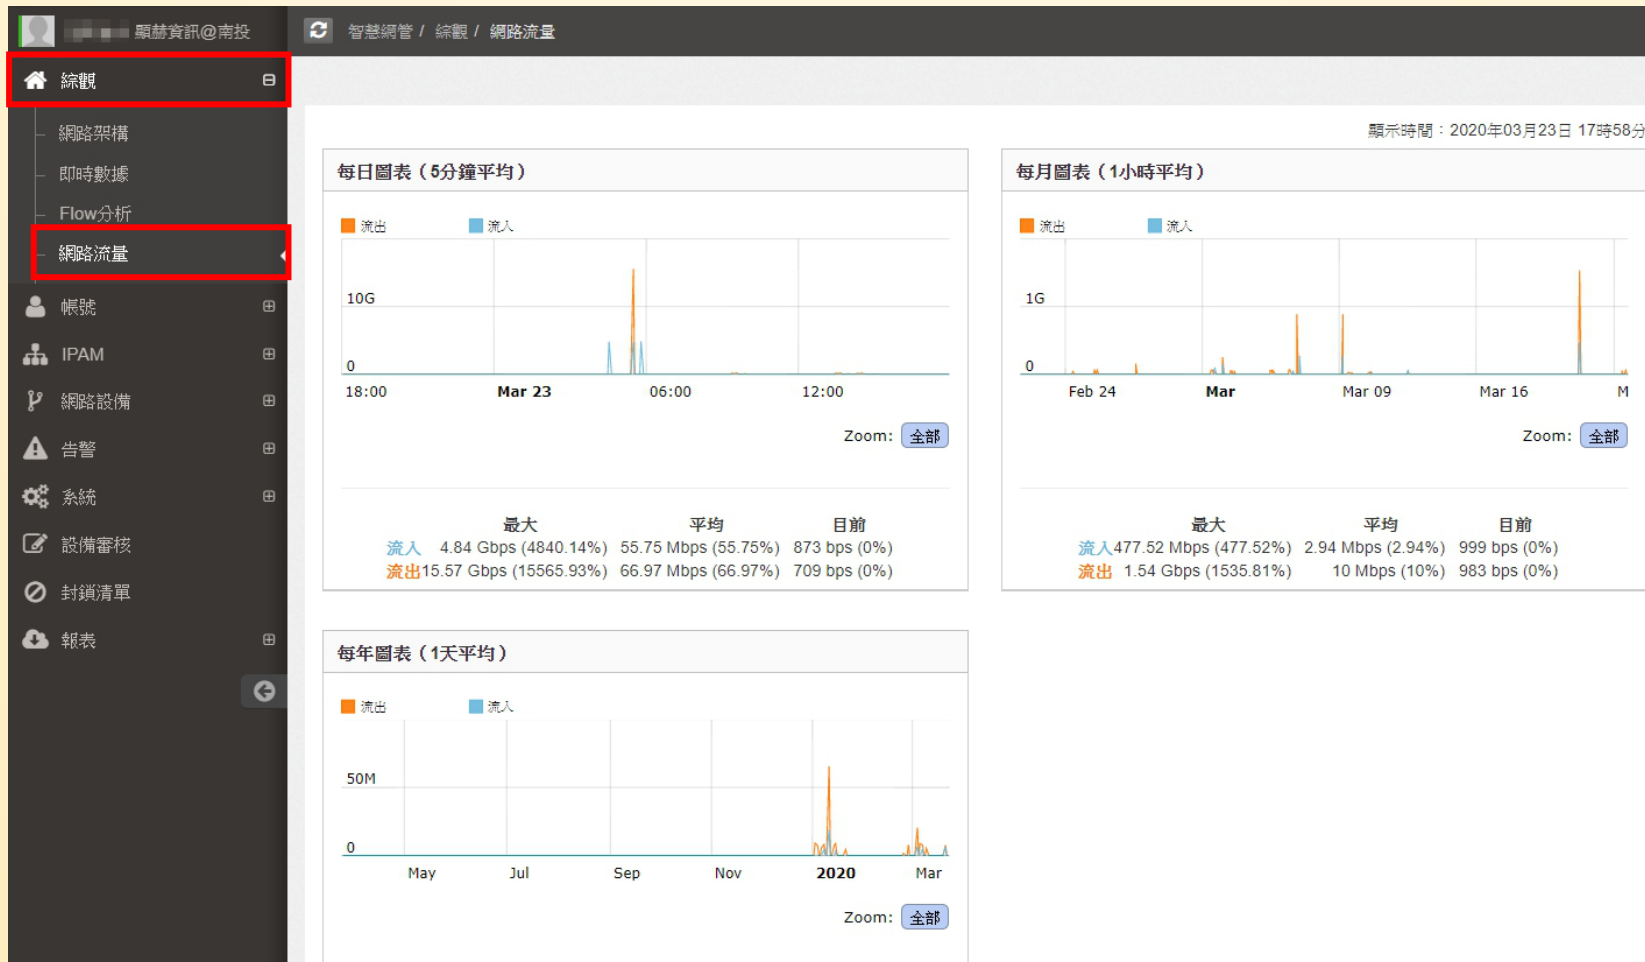 顯赫資訊@南投
智慧網管 / 綜觀 / 網路流量
綜觀
網路架構
即時數據
Flow分析
網路流量
帳號
IPAM
網路設備
告警
系統
設備審核
封鎖清單
報表
顯示時間：2020年03月23日 17時58分
每日圖表（5分鐘平均）
流出 流入
10G
0
18:00 Mar 23 06:00 12:00
Zoom: 全部
最大 平均 目前
流入 4.84 Gbps (4840.14%) 55.75 Mbps (55.75%) 873 bps (0%)
流出 15.57 Gbps (15565.93%) 66.97 Mbps (66.97%) 709 bps (0%)
每月圖表（1小時平均）
流出 流入
1G
0
Feb 24 Mar Mar 09 Mar 16 M
Zoom: 全部
最大 平均 目前
流入 477.52 Mbps (477.52%) 2.94 Mbps (2.94%) 999 bps (0%)
流出 1.54 Gbps (1535.81%) 10 Mbps (10%) 983 bps (0%)
每年圖表（1天平均）
流出 流入
50M
0
May Jul Sep Nov 2020 Mar
Zoom: 全部